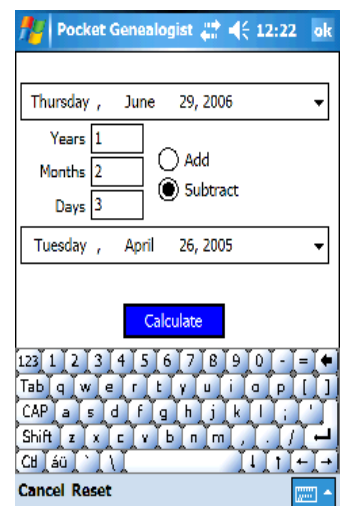 Pocket Genealogist 12:22 ok
Thursday , June 29, 2006
Years 1
Months 2
Days 3
Add
Subtract
Tuesday , April 26, 2005
Calculate
123 1 2 3 4 5 6 7 8 9 0 - = 
Tab q w e r t y u i o p [ ]
CAP a s d f g h j k l ; '
Shift z x c v b n m , . /
Ctl áü ` \ ↓ ↑ ← →
Cancel Reset